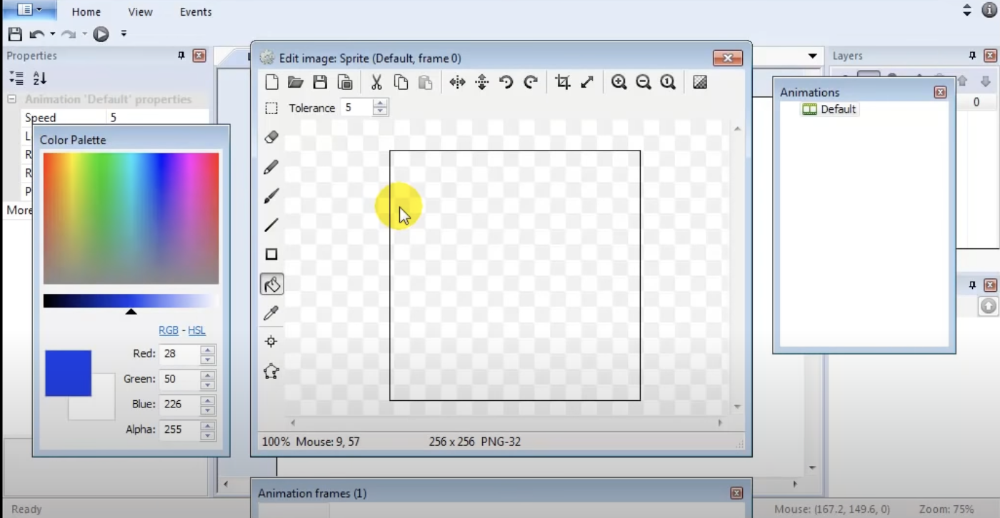 Home View Events
Properties
Layers
Edit image: Sprite (Default, frame 0)
Animation 'Default' properties
Speed 5
L
R
R
P
More
0
Color Palette
RGB - HSL
Red: 28
Green: 50
Blue: 226
Alpha: 255
Tolerance 5
100% Mouse: 9, 57 256 x 256 PNG-32
Animations
Default
Animation frames (1)
Ready
Mouse: (167.2, 149.6, 0) Zoom: 75%